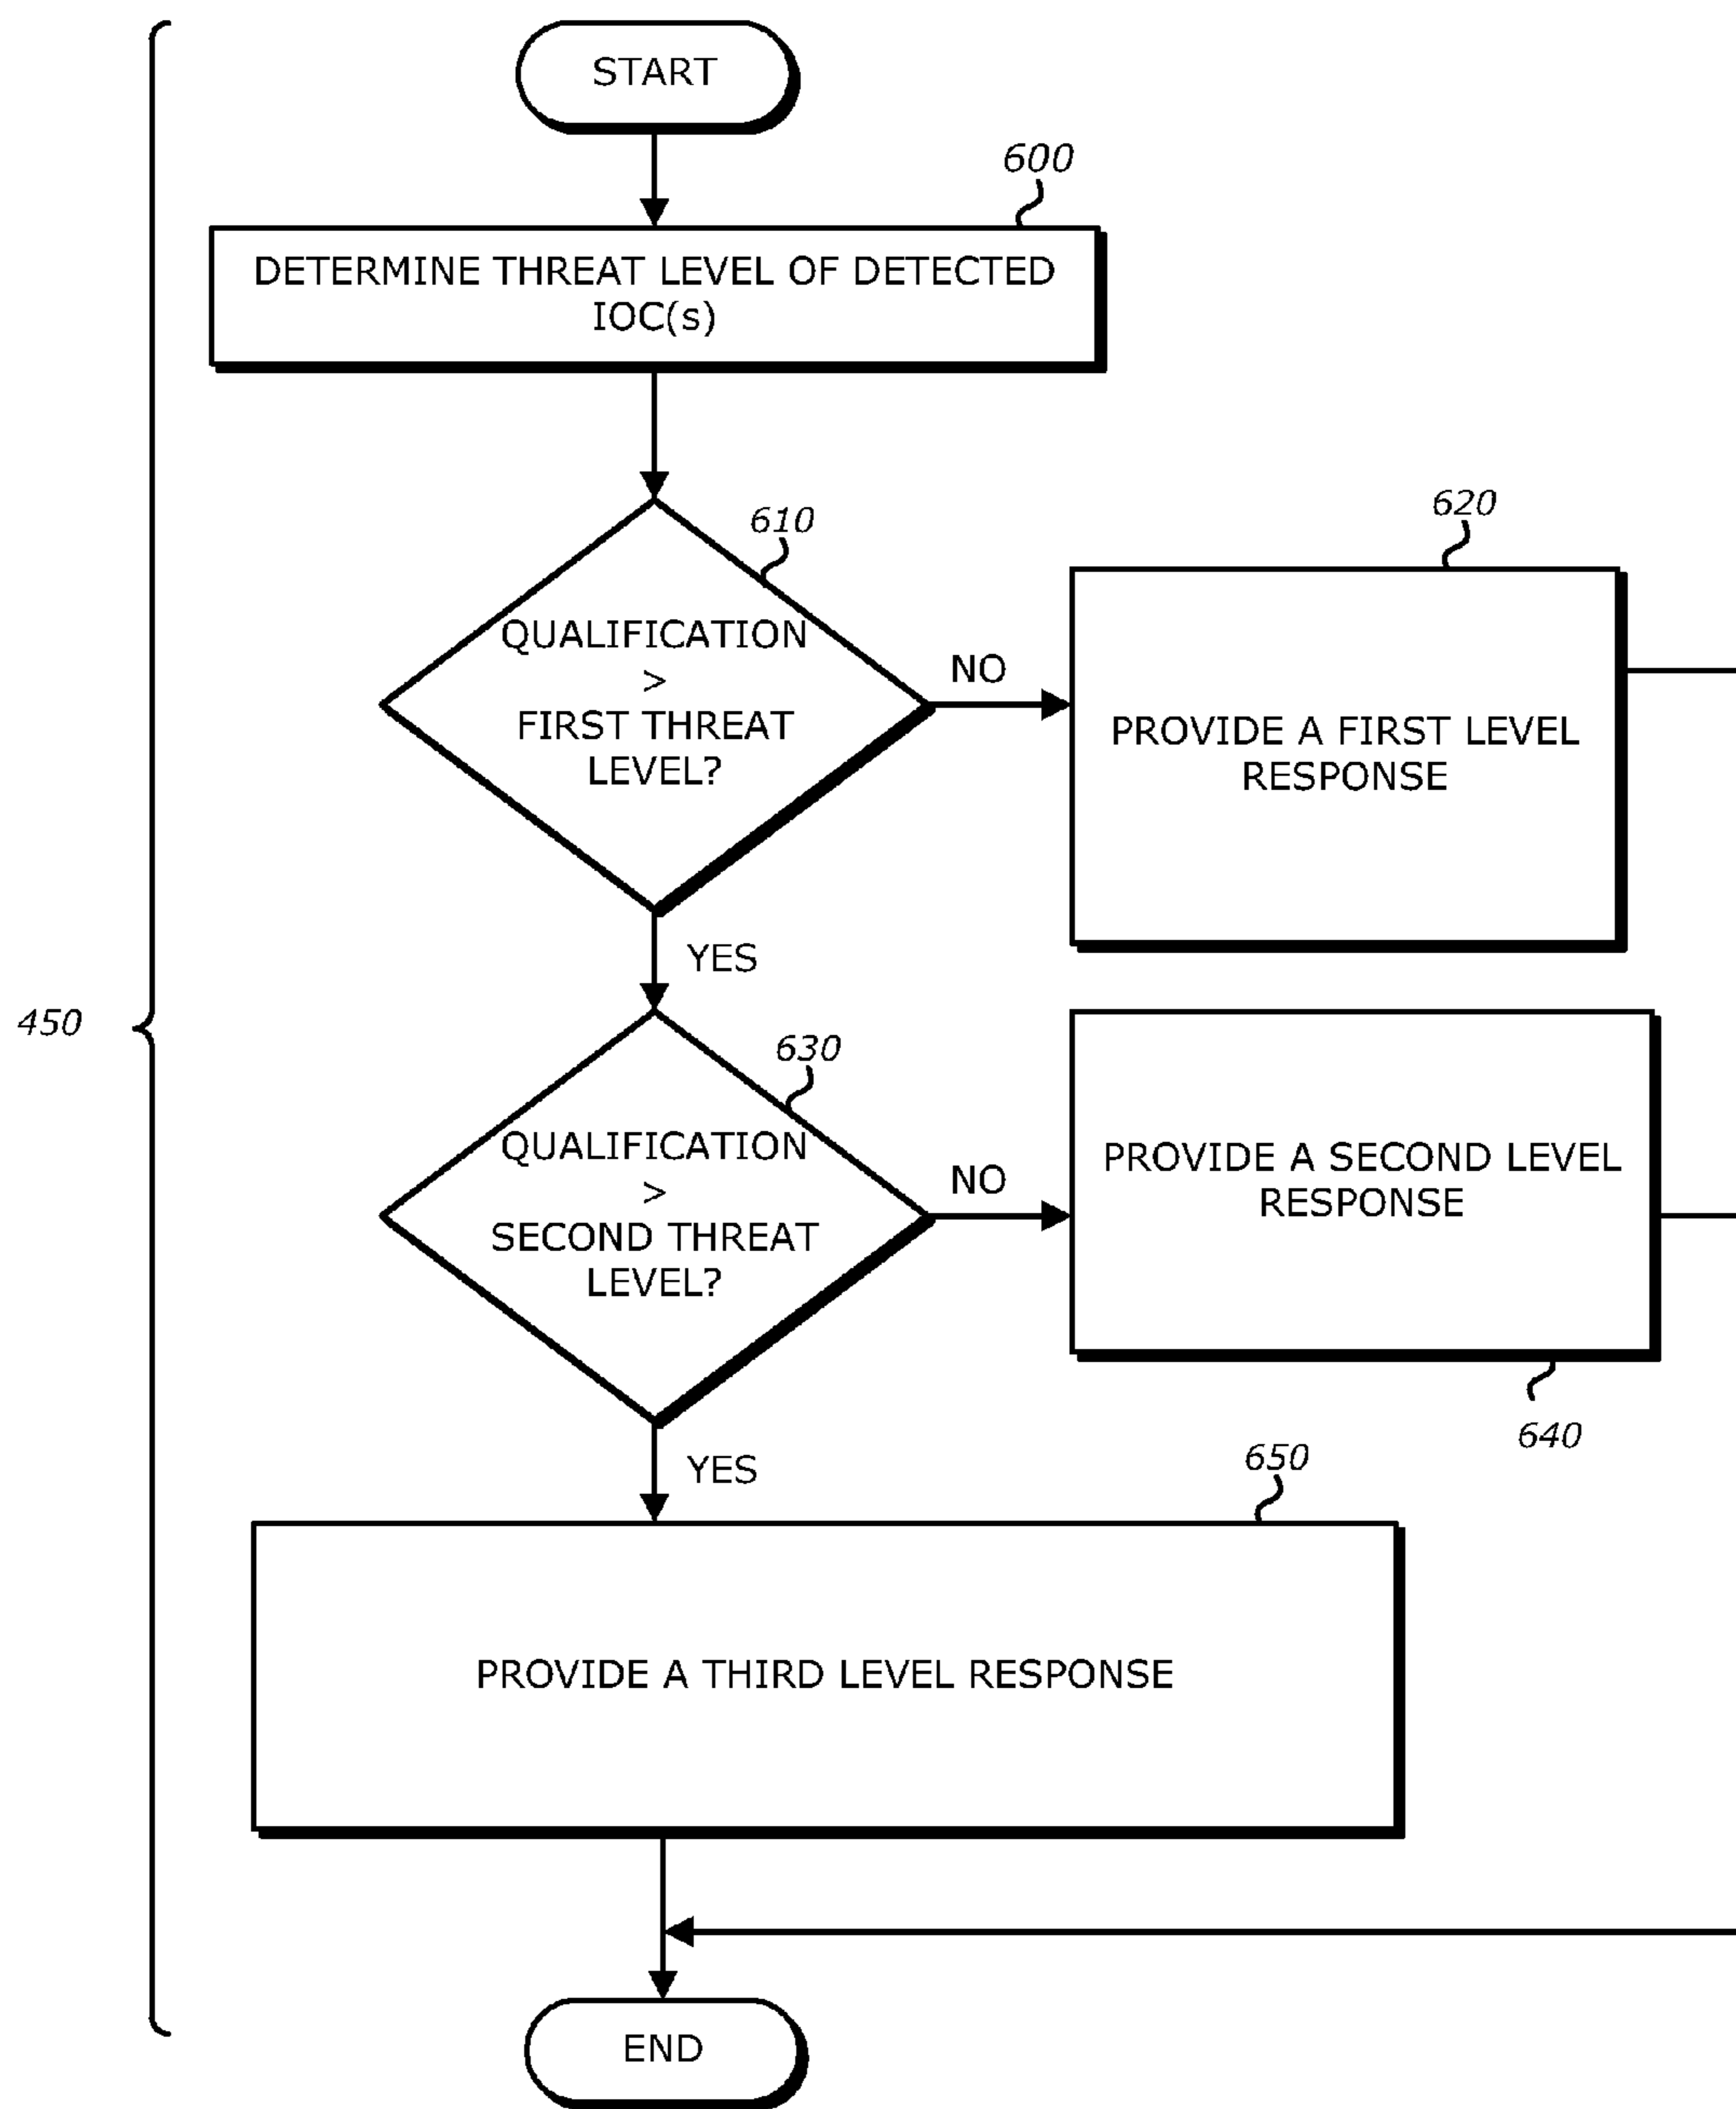 START
600
DETERMINE THREAT LEVEL OF DETECTED
IOC(s)
610
QUALIFICATION
>
FIRST THREAT
LEVEL?
NO
620
PROVIDE A FIRST LEVEL
RESPONSE
YES
450
630
QUALIFICATION
>
SECOND THREAT
LEVEL?
NO
PROVIDE A SECOND LEVEL
RESPONSE
640
YES
650
PROVIDE A THIRD LEVEL RESPONSE
END